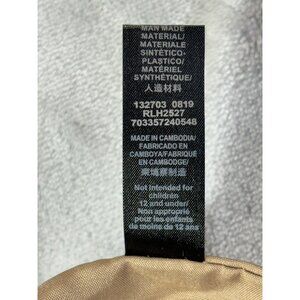 MAN MADE
MATERIAL/
MATERIALE
SINTÉTICO-
PLASTICO/
MATÉRIEL
SYNTHÉTIQUE/
人造材料
132703 0819
RLH2527
703357240548
MADE IN CAMBODIA/
FABRICADO EN
CAMBOYA/FABRIQUÉ
EN CAMBODGE/
柬埔寨制造
Not Intended for
children
12 and under/
Non approprié
pour les enfants
de moins de 12 ans